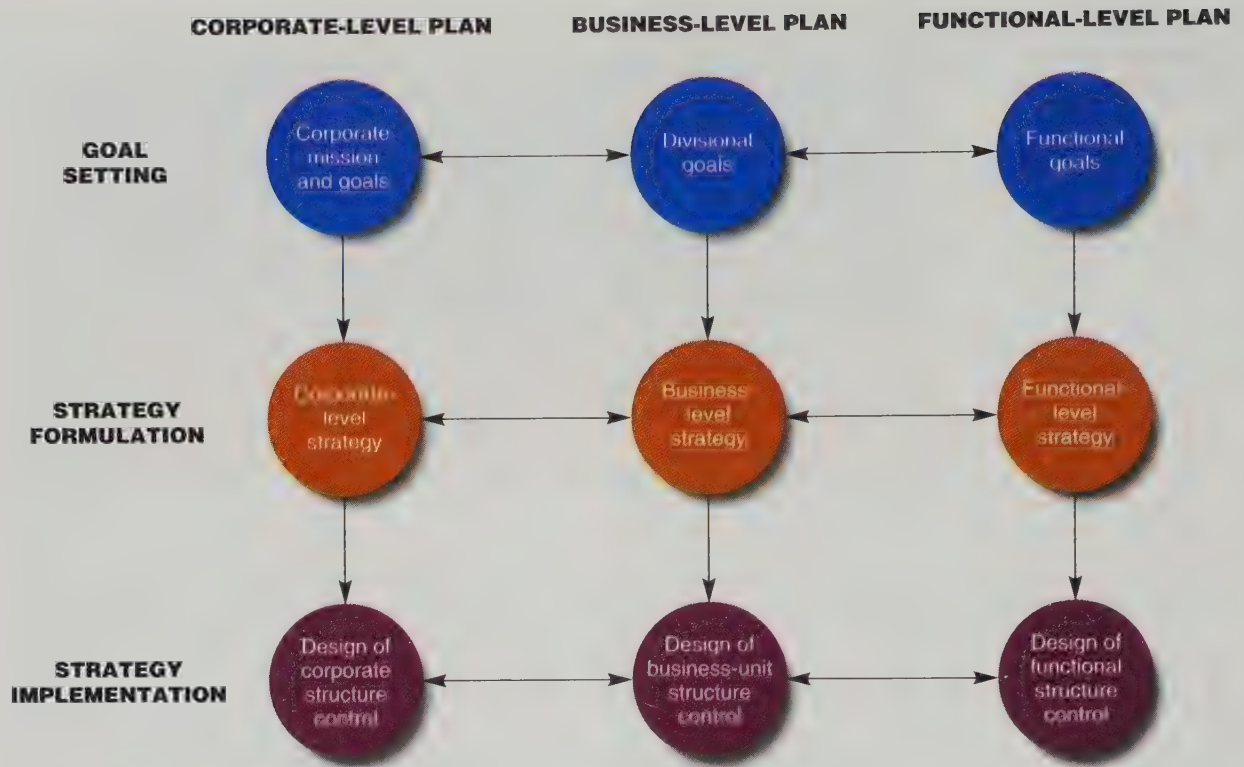 CORPORATE-LEVEL PLAN
BUSINESS-LEVEL PLAN
FUNCTIONAL-LEVEL PLAN
GOAL
SETTING
Corporate
mission
and goals
Divisional
goals
Functional
goals
STRATEGY
FORMULATION
Corporate-
level
strategy
Business
level
strategy
Functional-
level
strategy
STRATEGY
IMPLEMENTATION
Design of
corporate
structure
control
Design of
business-unit
structure
control
Design of
functional
structure
control